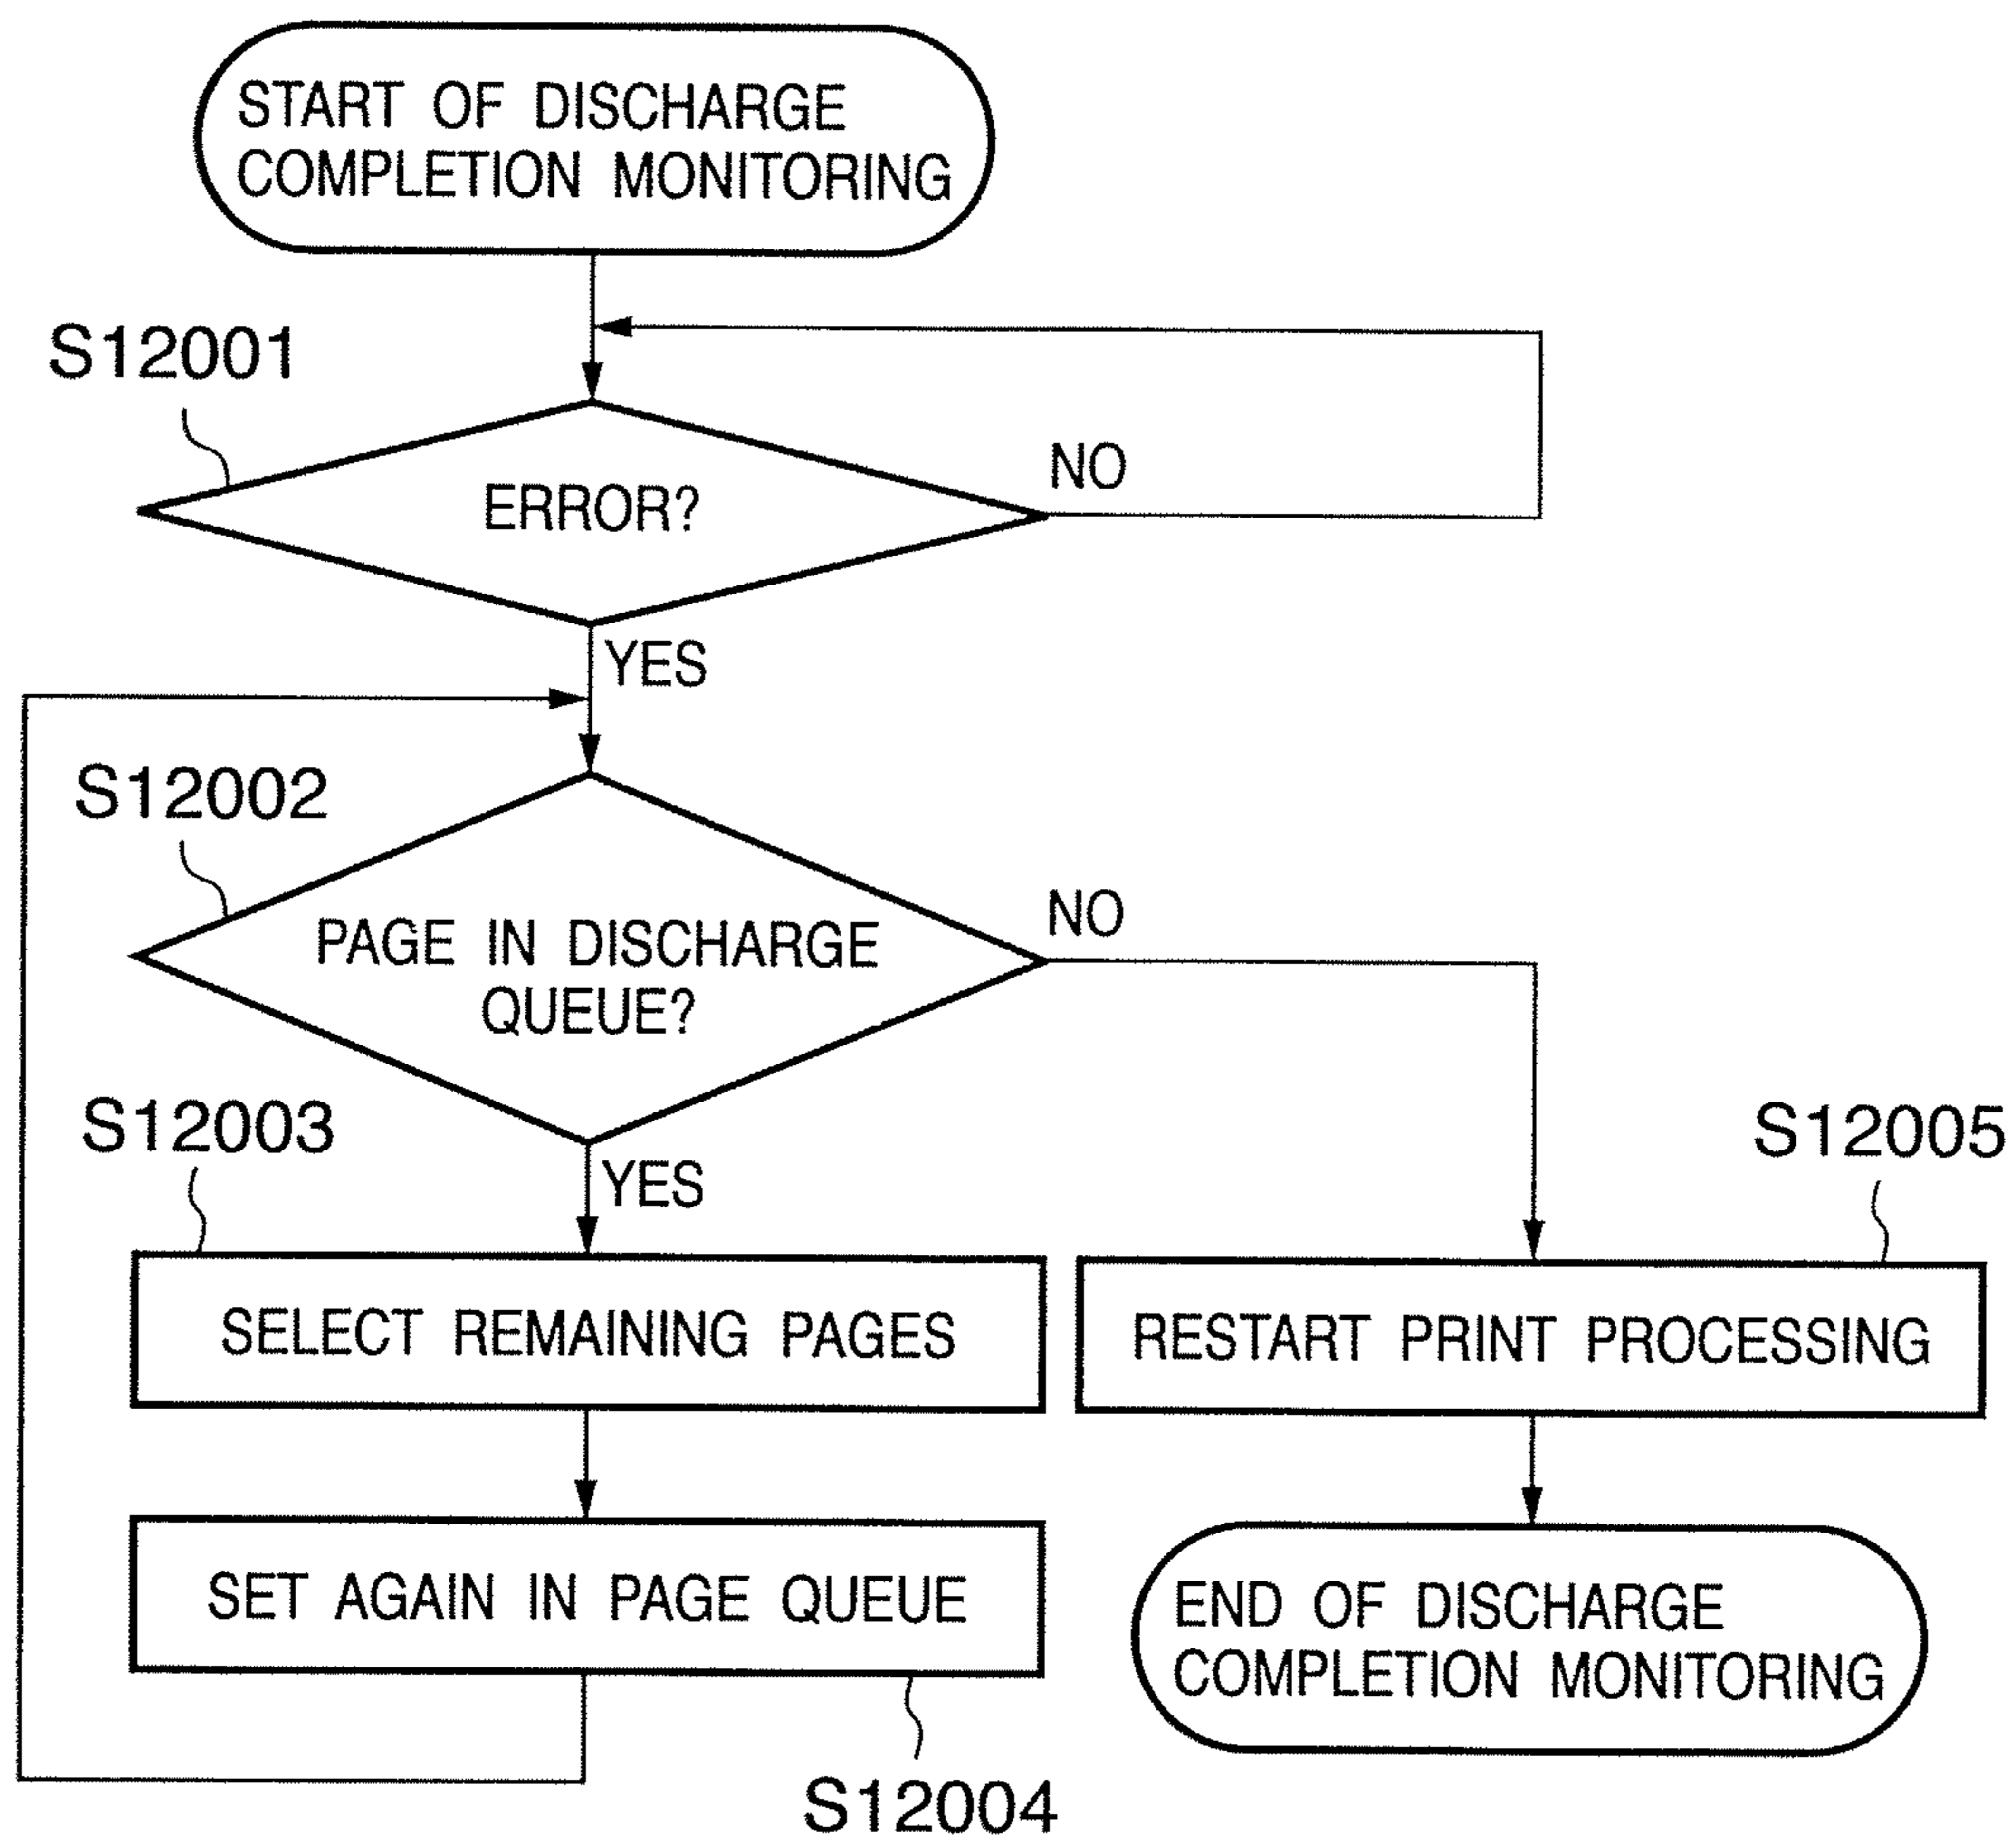 START OF DISCHARGE
COMPLETION MONITORING
S12001
ERROR?
NO
YES
S12002
PAGE IN DISCHARGE
QUEUE?
NO
YES
S12003
SELECT REMAINING PAGES
S12005
RESTART PRINT PROCESSING
SET AGAIN IN PAGE QUEUE
S12004
END OF DISCHARGE
COMPLETION MONITORING